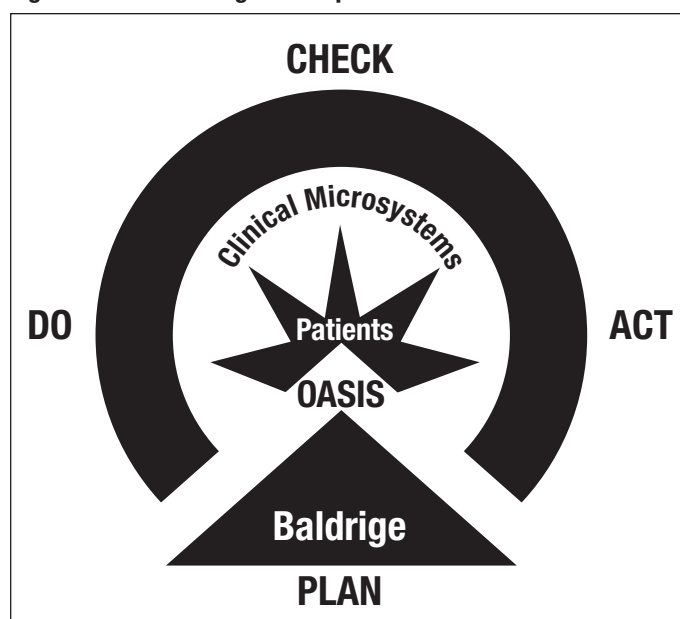 CHECK
Clinical Microsystems
DO
Patients
ACT
OASIS
Baldrige
PLAN